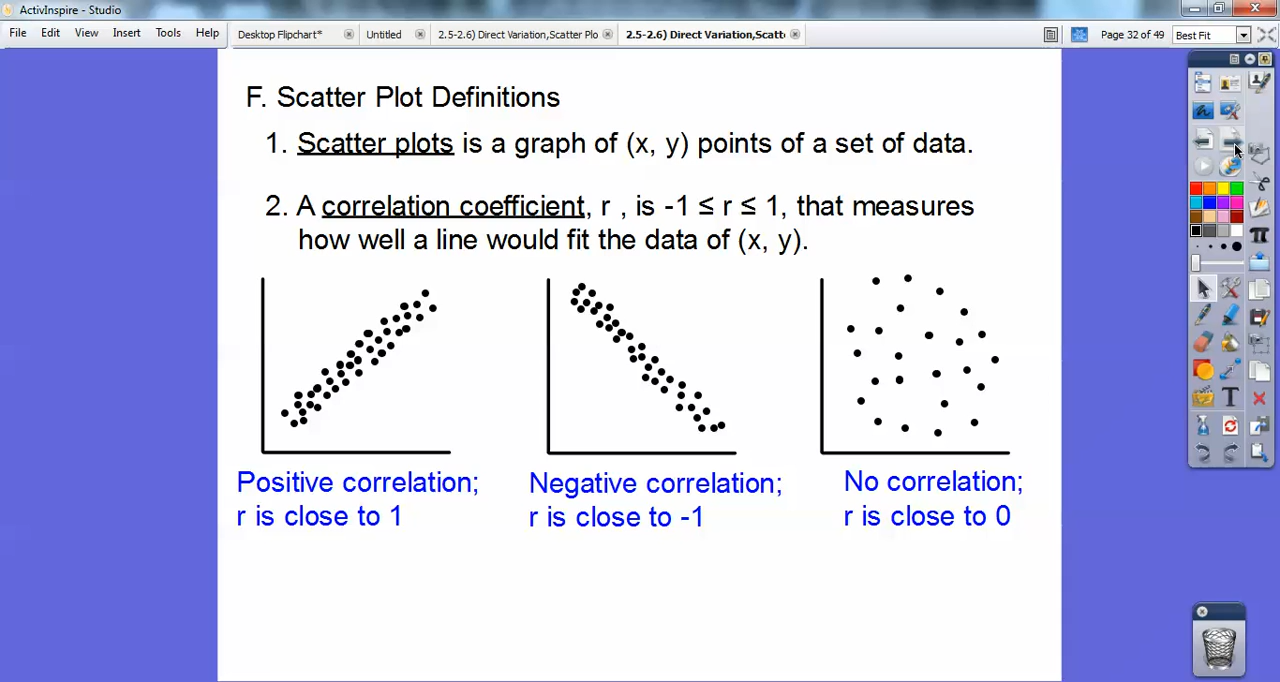 ActivInspire - Studio
File Edit View Insert Tools Help
Desktop Flipchart* Untitled 2.5-2.6) Direct Variation,Scatter Plo 2.5-2.6) Direct Variation,Scatt Page 32 of 49 Best Fit
F. Scatter Plot Definitions
1. Scatter plots is a graph of (x, y) points of a set of data.
2. A correlation coefficient, r , is -1 ≤ r ≤ 1, that measures
how well a line would fit the data of (x, y).
Positive correlation;
r is close to 1
Negative correlation;
r is close to -1
No correlation;
r is close to 0